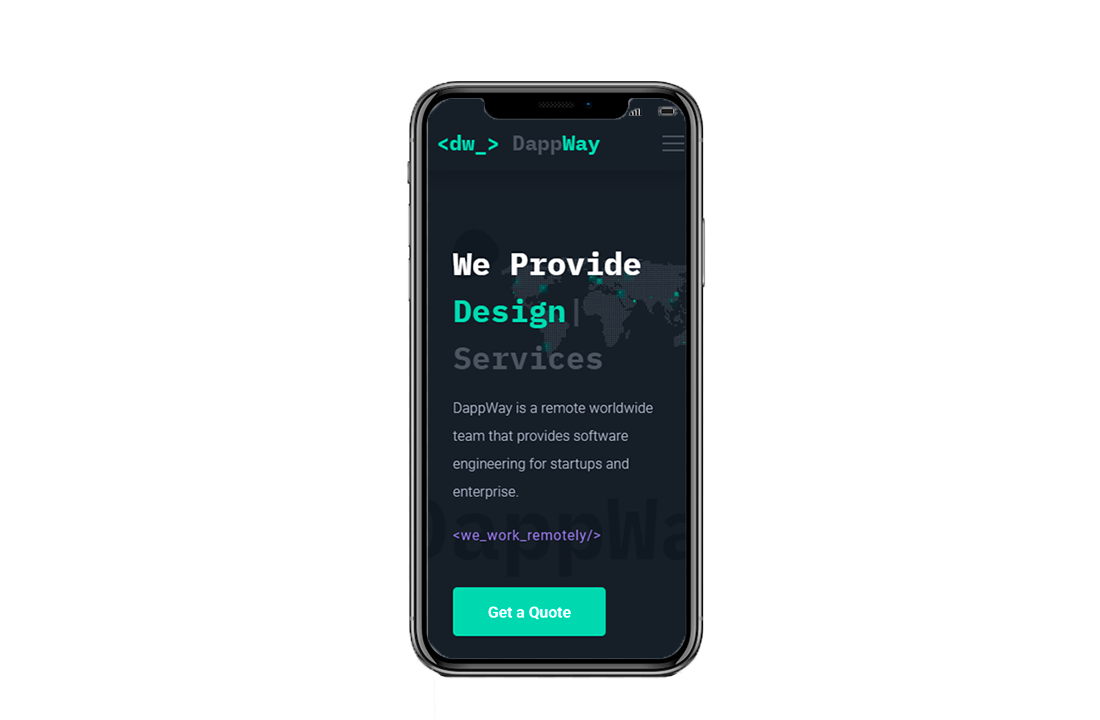 <dw_> DappWay
We Provide
Design|
Services
DappWay is a remote worldwide
team that provides software
engineering for startups and
enterprise.
DappWa
<we_work_remotely/>
Get a Quote